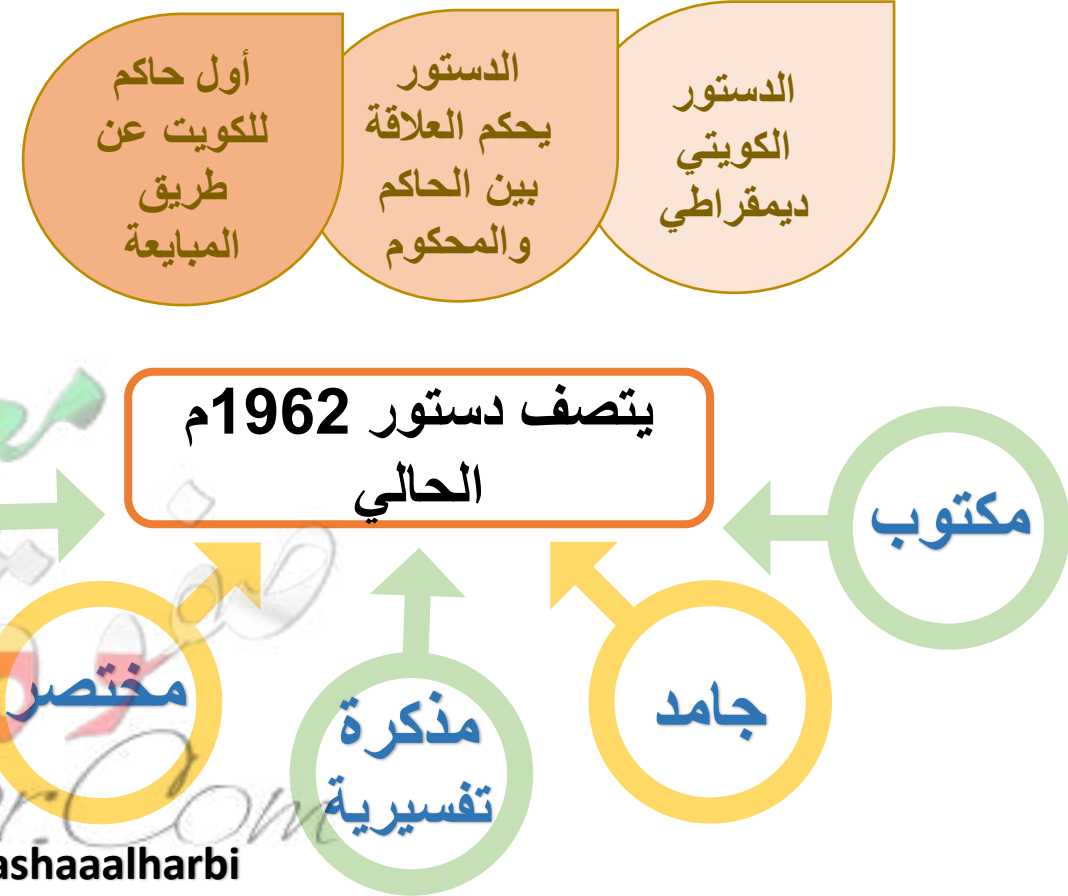 الدستور
الكويتي
ديمقراطي
الدستور
يحكم العلاقة
بين الحاكم
والمحكوم
أول حاكم
للكويت عن
طريق
المبايعة
يتصف دستور 1962م
الحالي
مكتوب
جامد
مذكرة
تفسيرية
مختصر
r.Com
ashaaalharbi